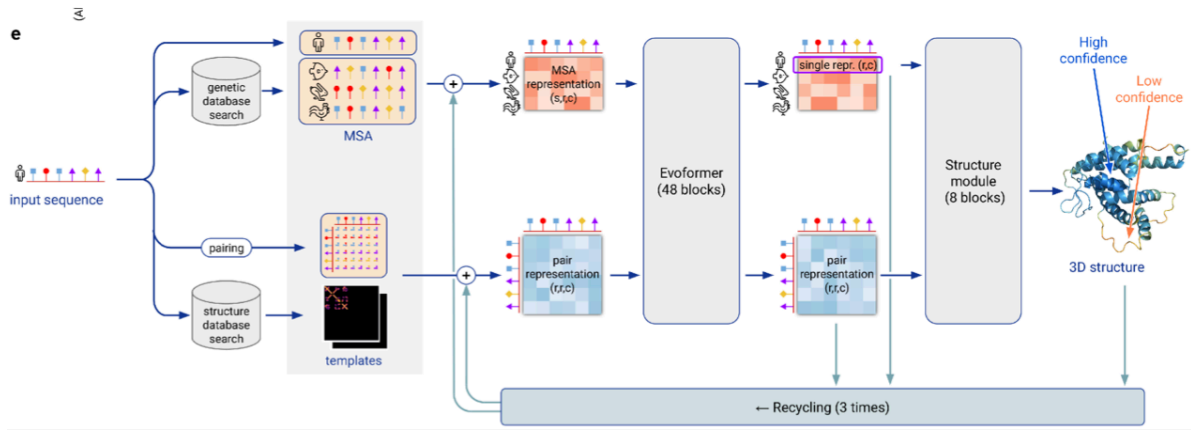 (Al
e
genetic
database
search
MSA
input sequence
pairing
structure
database
search
templates
+
+
MSA
representation
(s,r,c)
pair
representation
(r,r,c)
Evoformer
(48 blocks)
single repr. (r,c)
pair
representation
(r,r,c)
Structure
module
(8 blocks)
High
confidence
Low
confidence
3D structure
← Recycling (3 times)